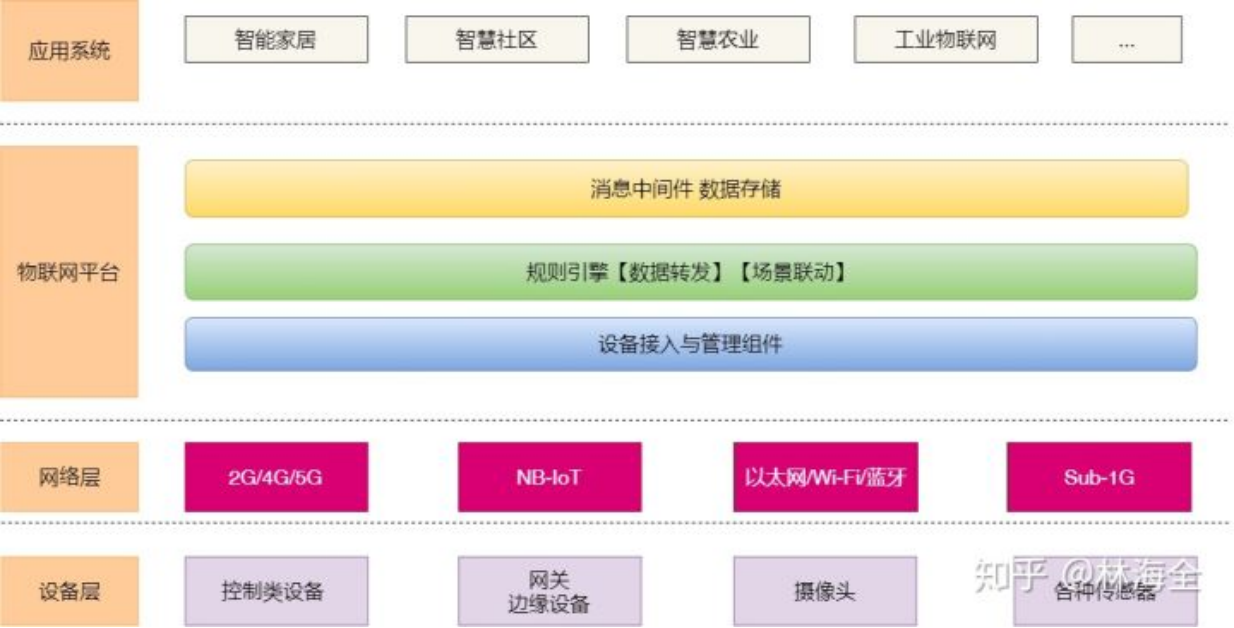 应用系统
智能家居
智慧社区
智慧农业
工业物联网
...
物联网平台
消息中间件 数据存储
规则引擎【数据转发】【场景联动】
设备接入与管理组件
网络层
2G/4G/5G
NB-IoT
以太网/Wi-Fi/蓝牙
Sub-1G
设备层
控制类设备
网关
边缘设备
摄像头
各种传感器
知乎 @林海全